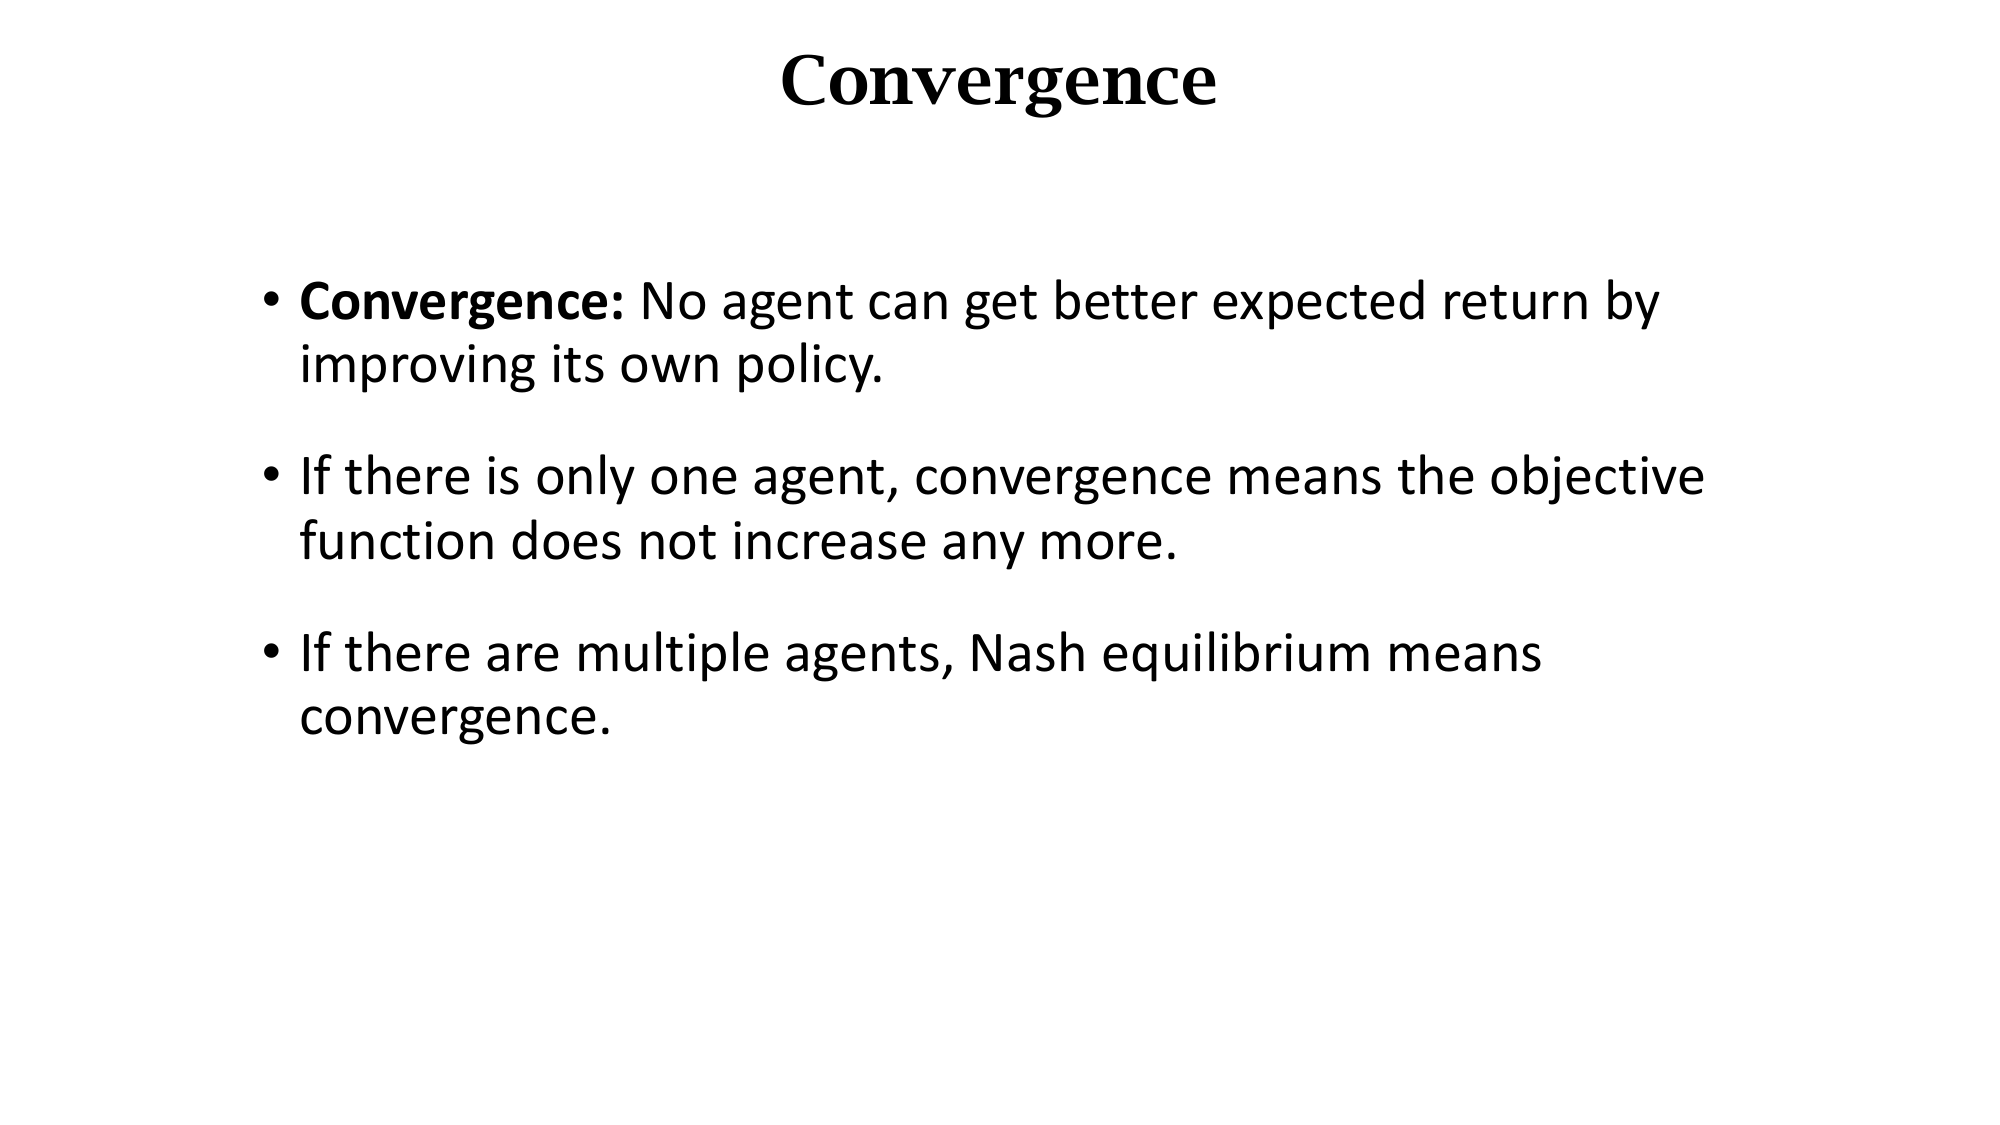 Convergence
• Convergence: No agent can get better expected return by
improving its own policy.
• If there is only one agent, convergence means the objective
function does not increase any more.
• If there are multiple agents, Nash equilibrium means
convergence.